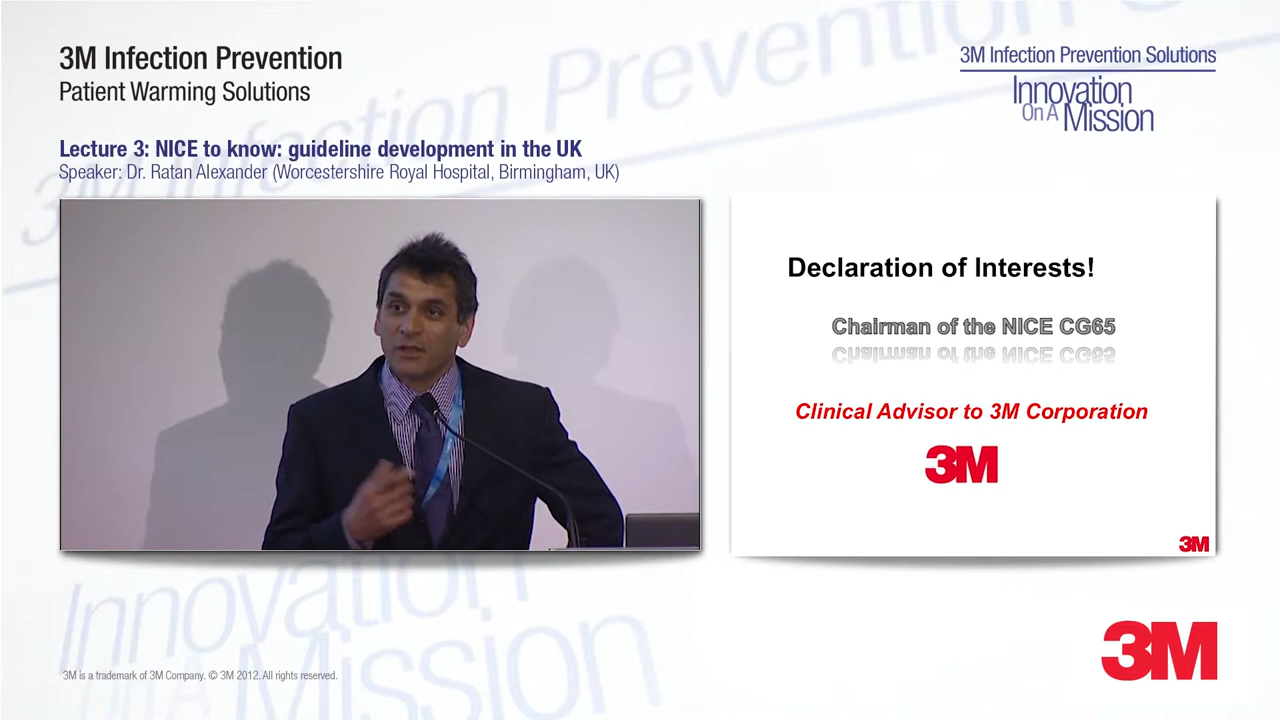 3M Infection Prevention
Patient Warming Solutions
3M Infection Prevention Solutions
Innovation
On A Mission
Lecture 3: NICE to know: guideline development in the UK
Speaker: Dr. Ratan Alexander (Worcestershire Royal Hospital, Birmingham, UK)
Declaration of Interests!
Chairman of the NICE CG65
Clinical Advisor to 3M Corporation
3M
3M
3M Infection Prevention
Innovation
On A Mission
3M is a trademark of 3M Company. © 3M 2012. All rights reserved.
3M